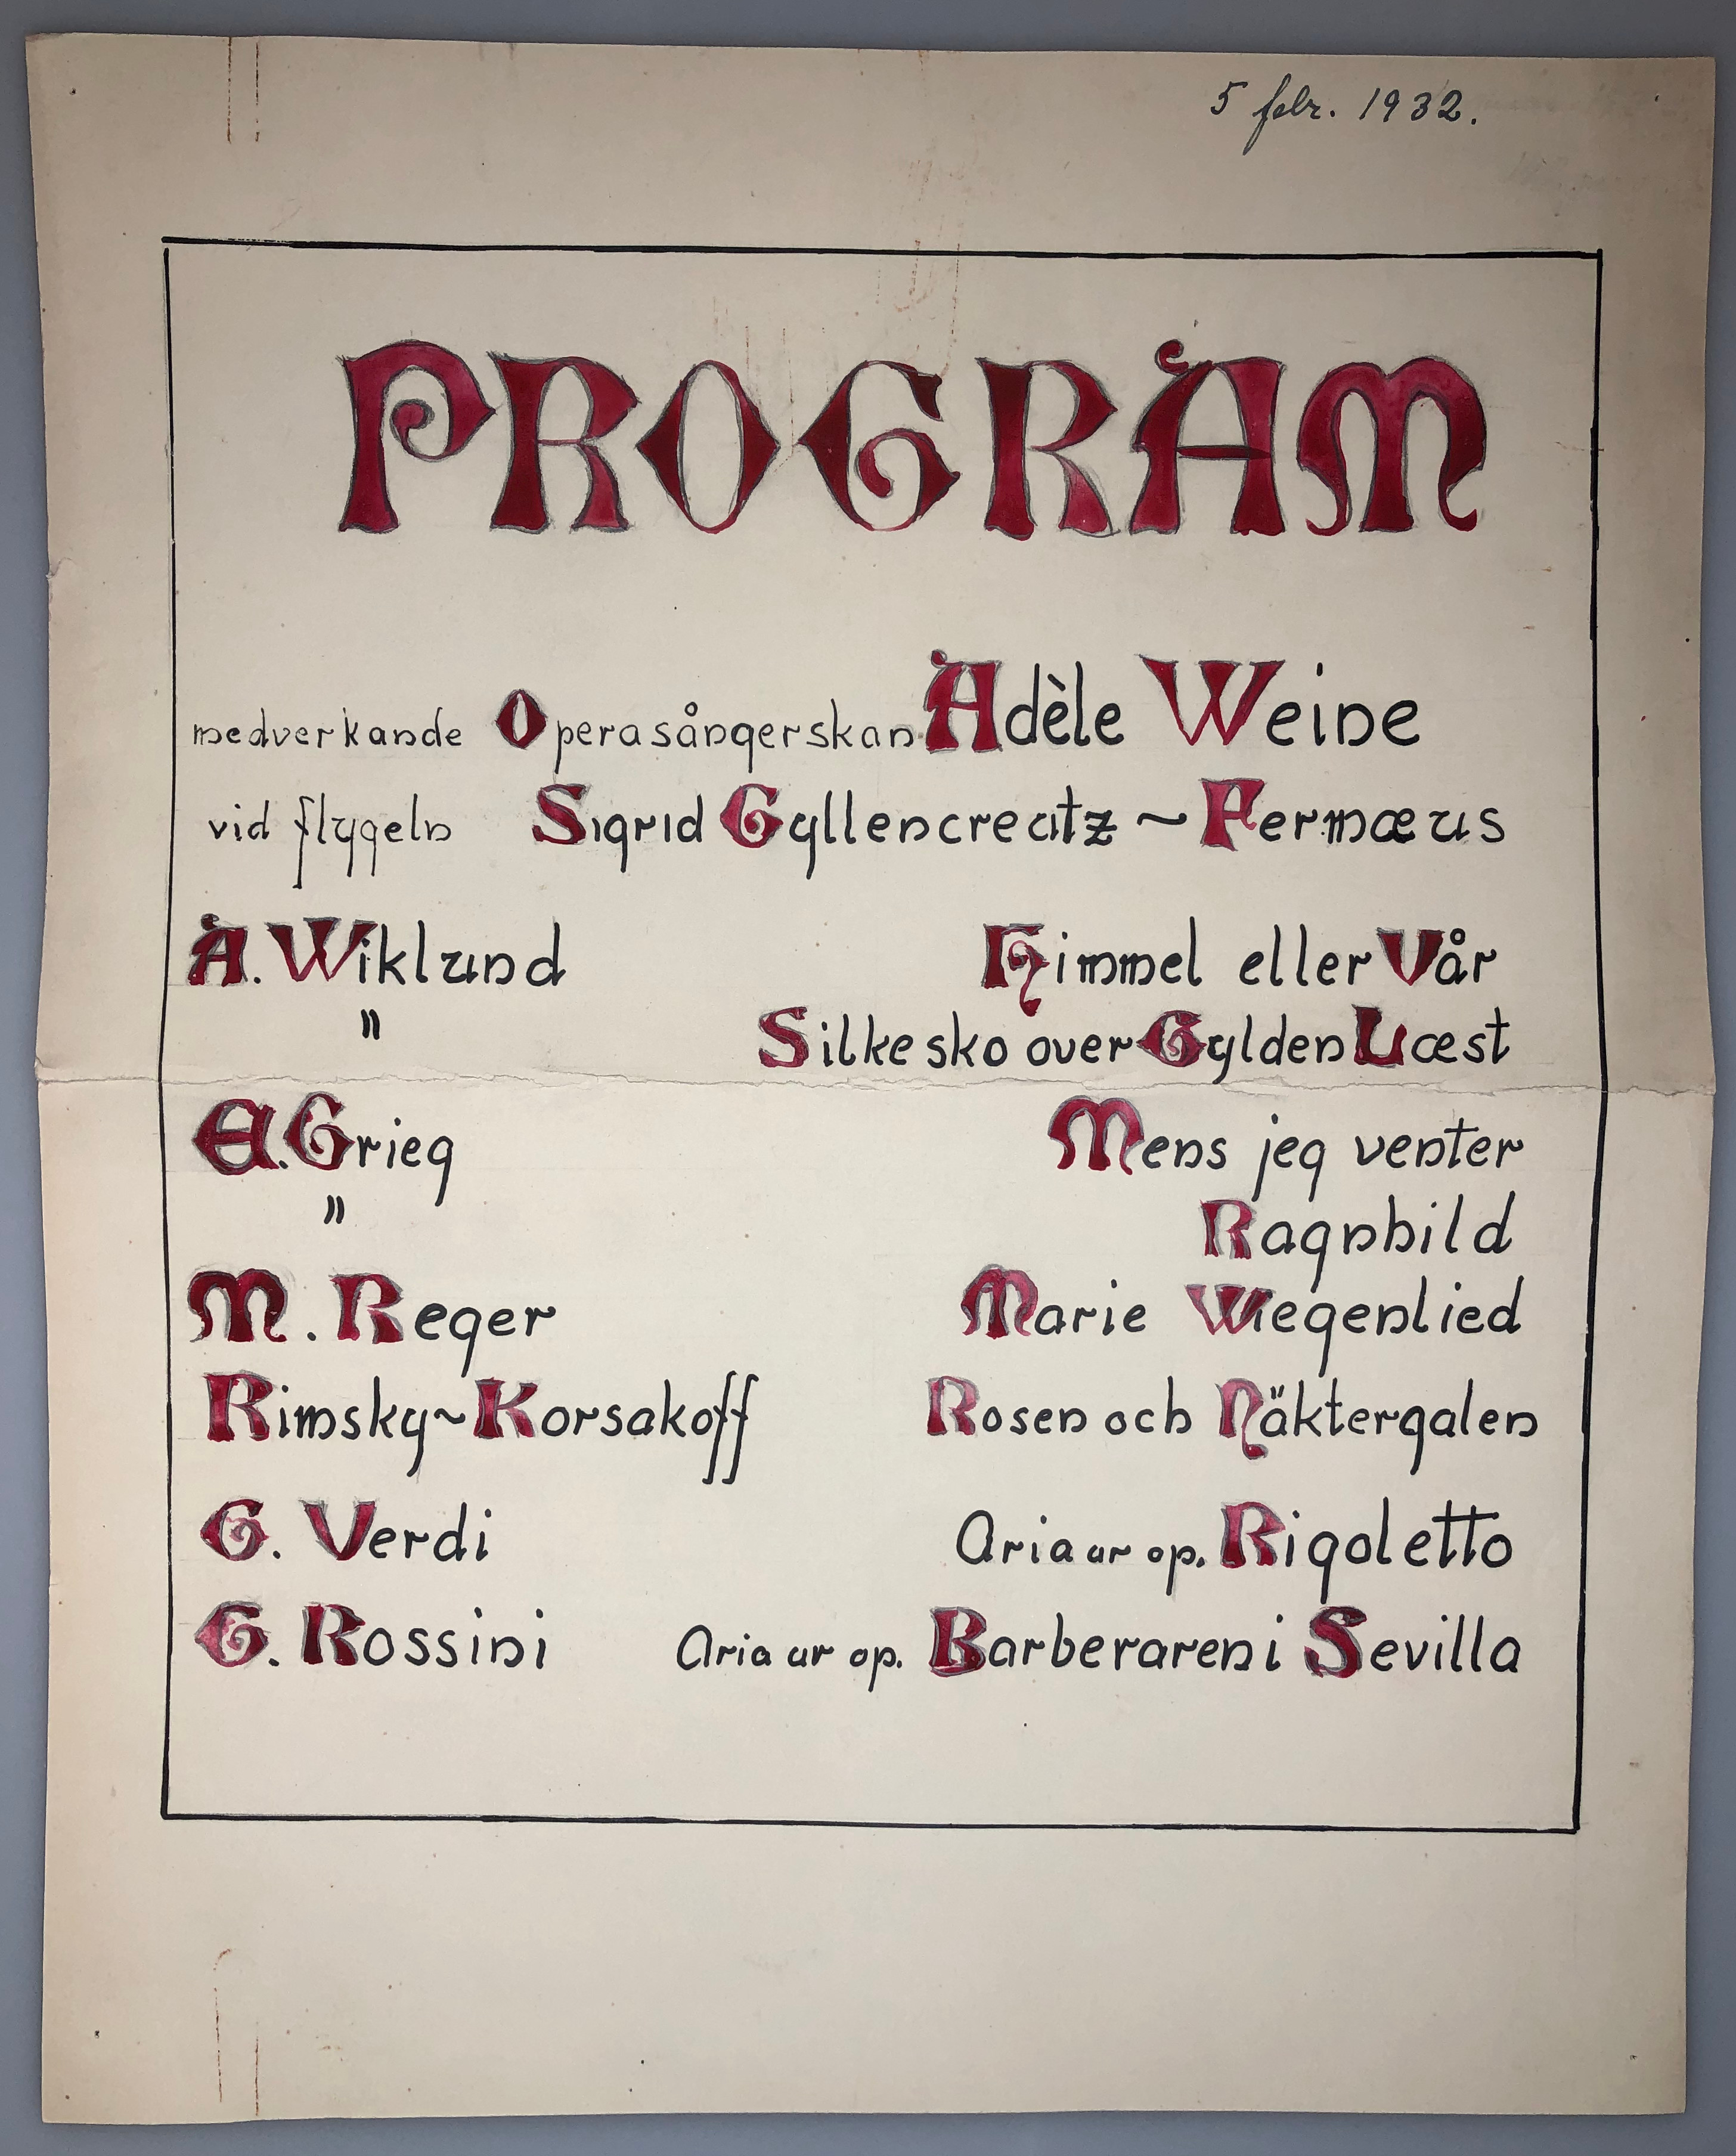 5 febr. 1932.
PROGRAM
medverkande Operasångerskan Adèle Weine
vid flygeln Sigrid Gyllencreutz ~ Fermæus
A. Wiklund Himmel eller Vår
" Silkesko over Gylden Læst
E. Grieg Mens jeg venter
" Ragnhild
M. Reger Marie Wiegenlied
Rimsky~Korsakoff Rosen och Näktergalen
G. Verdi Aria ur op. Rigoletto
G. Rossini Aria ur op. Barberaren i Sevilla